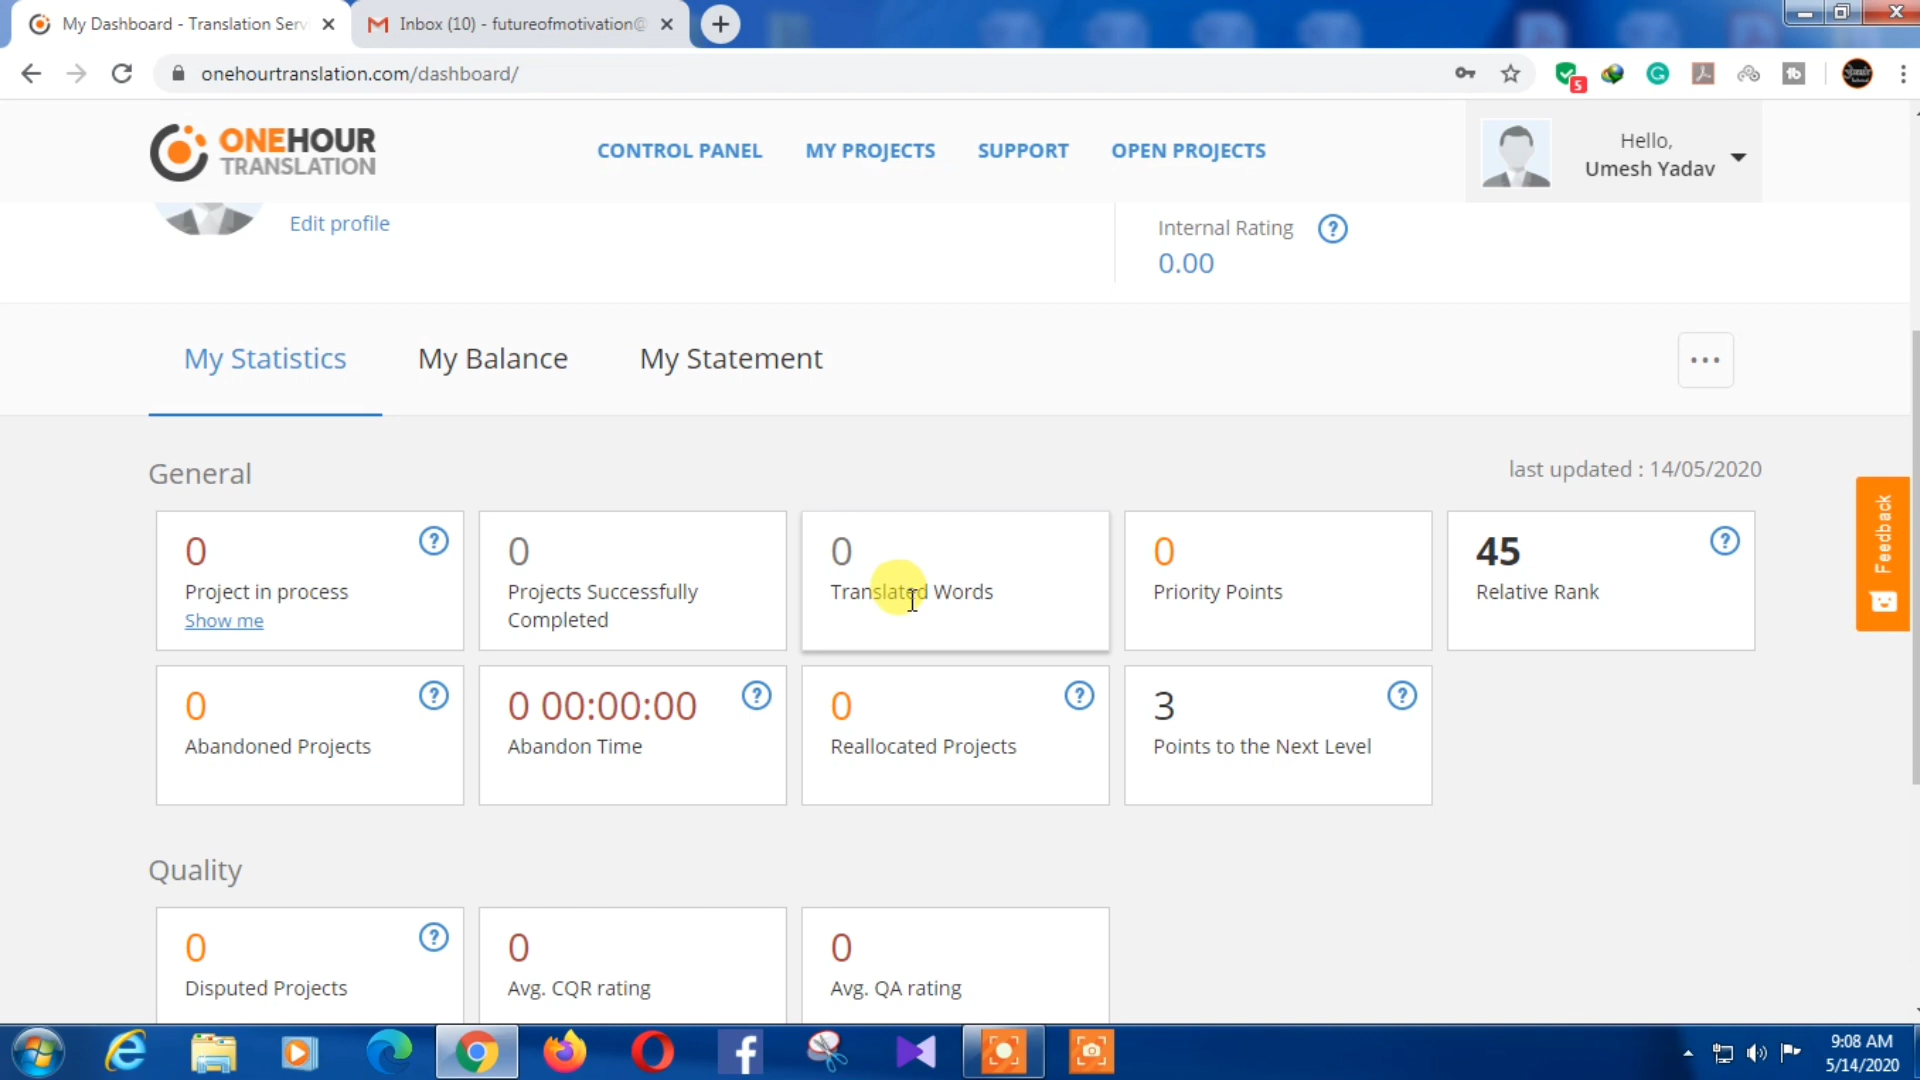 My Dashboard - Translation Serv
Inbox (10) - futureofmotivation@
onehourtranslation.com/dashboard/
5
ONEHOUR
TRANSLATION
CONTROL PANEL
MY PROJECTS
SUPPORT
OPEN PROJECTS
Hello,
Umesh Yadav
Edit profile
Internal Rating ?
0.00
My Statistics
My Balance
My Statement
General
last updated : 14/05/2020
0 ?
Project in process
Show me
0
Projects Successfully
Completed
0
Translated Words
0
Priority Points
45 ?
Relative Rank
0 ?
Abandoned Projects
0 00:00:00 ?
Abandon Time
0 ?
Reallocated Projects
3 ?
Points to the Next Level
Feedback
Quality
0 ?
Disputed Projects
0
Avg. CQR rating
0
Avg. QA rating
9:08 AM
5/14/2020